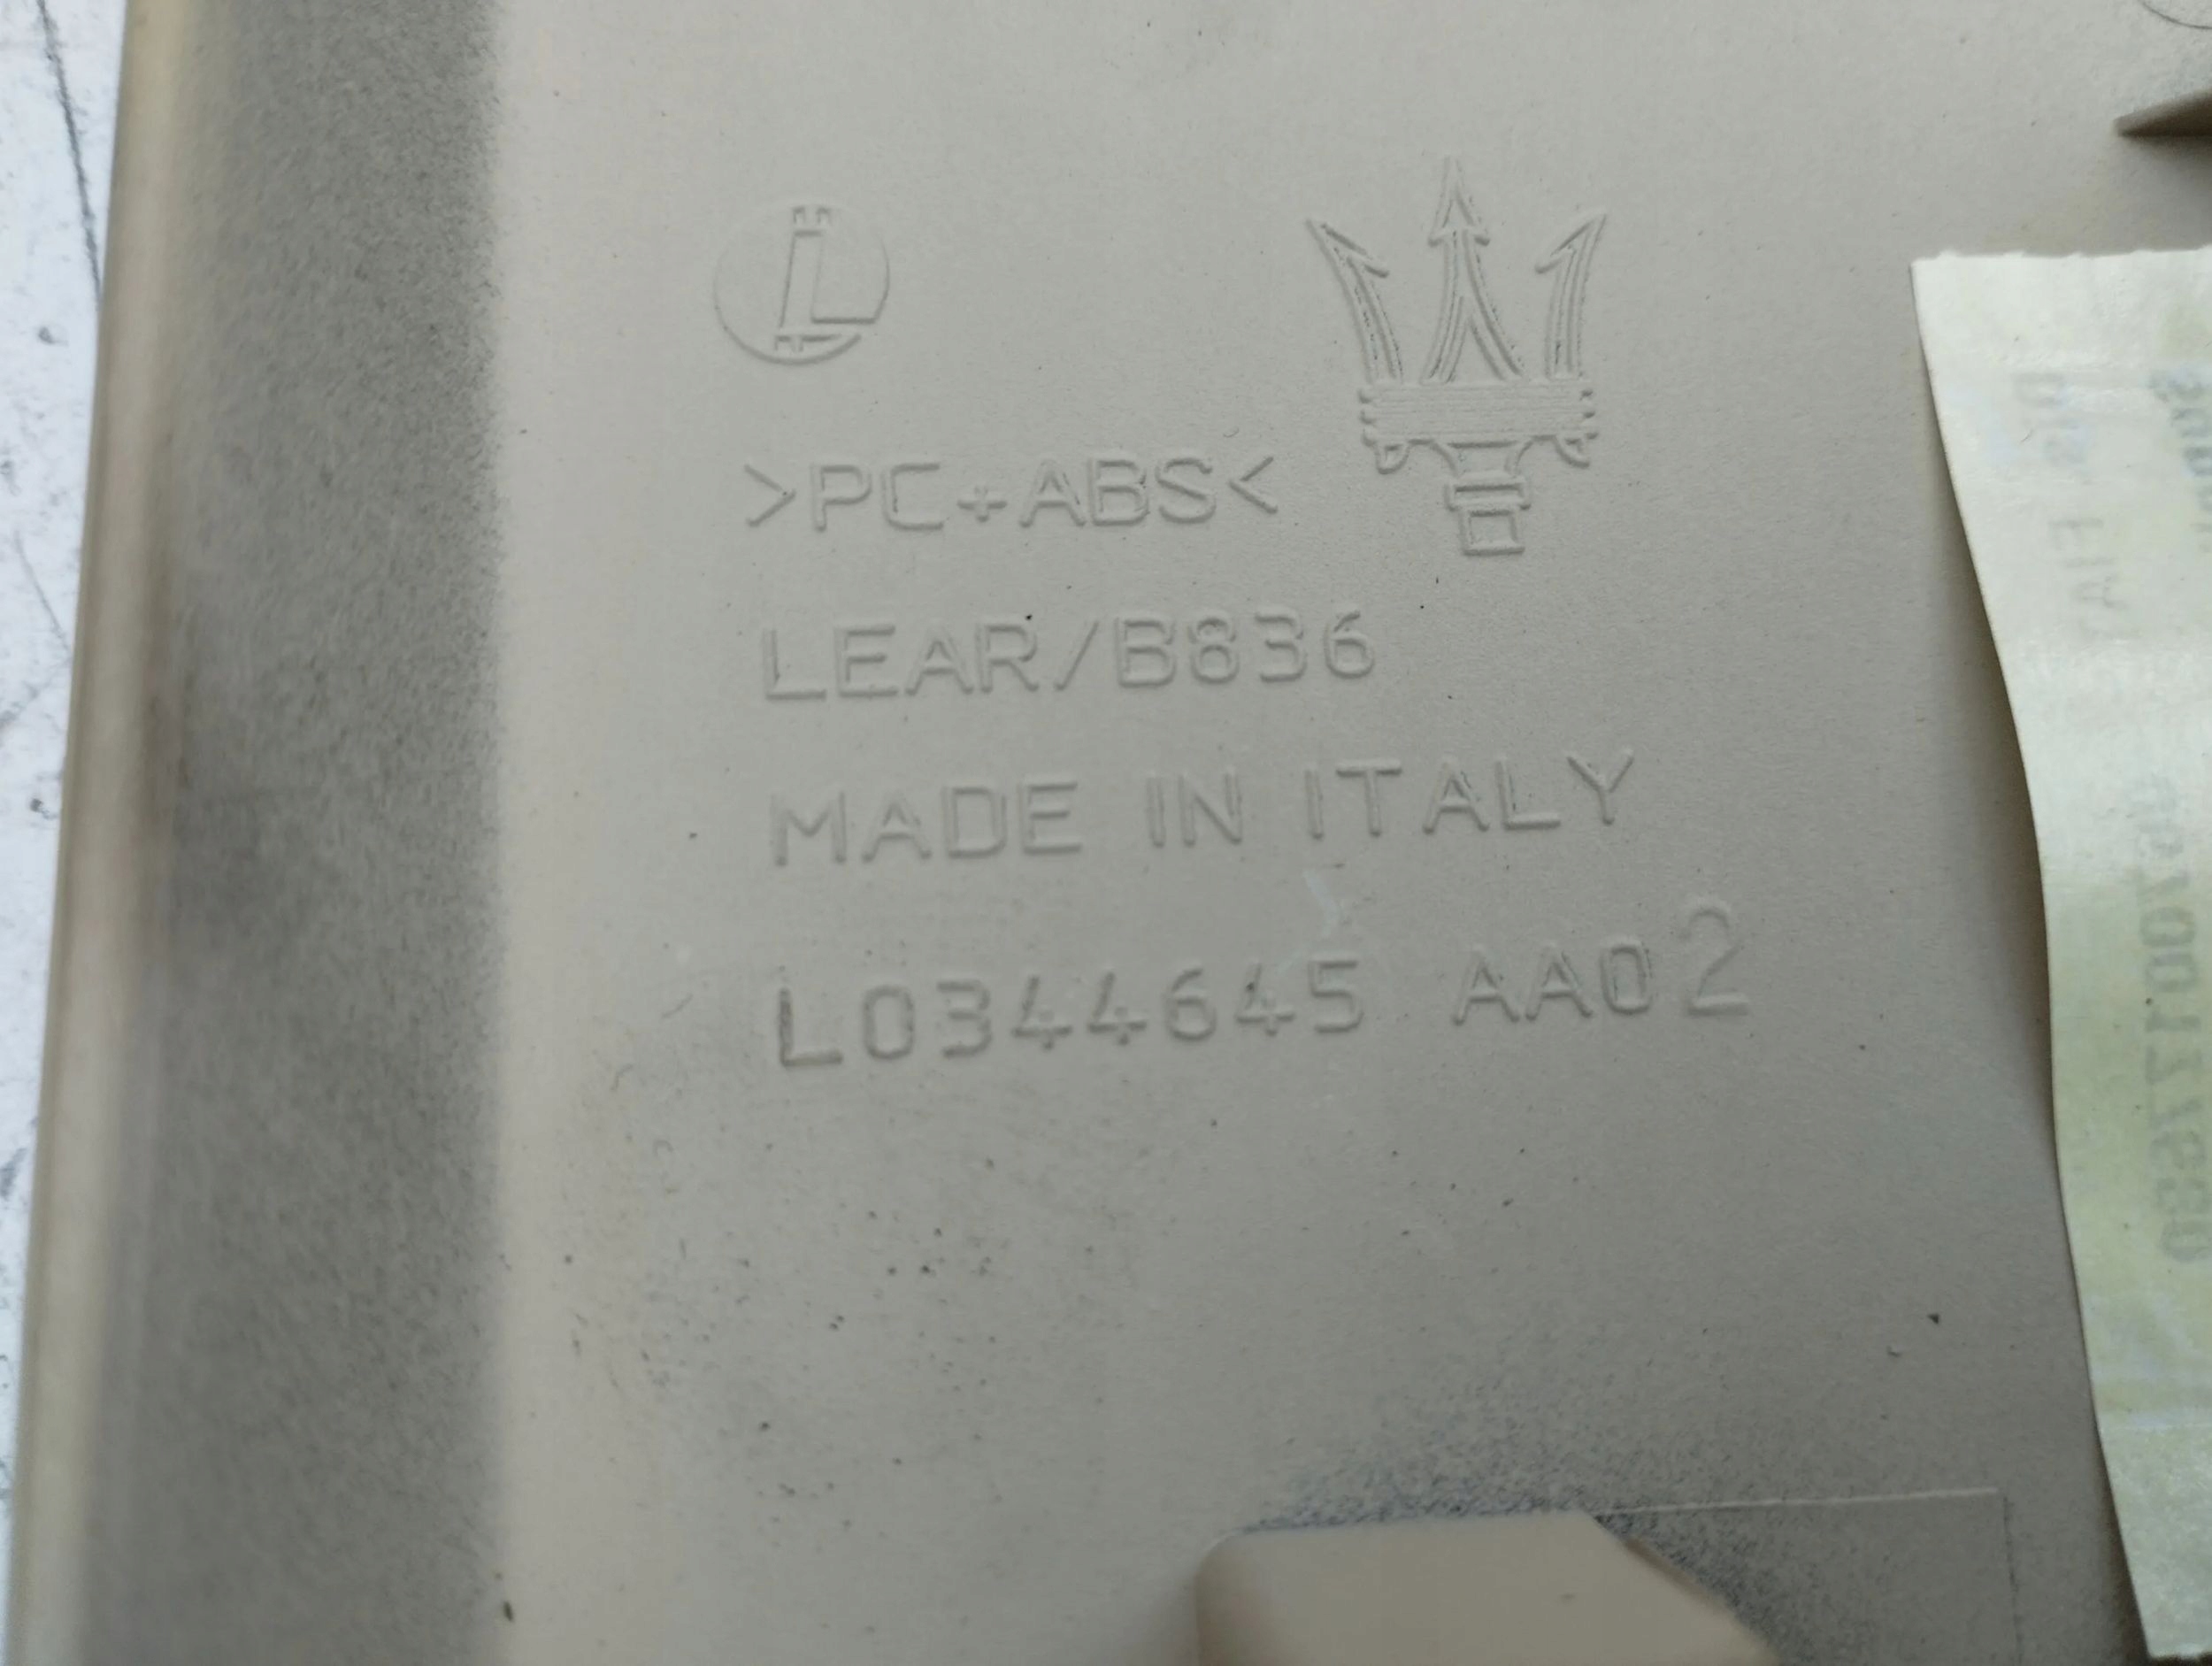 L
>PC+ABS<
LEAR/B836
MADE IN ITALY
L0344645 AA02